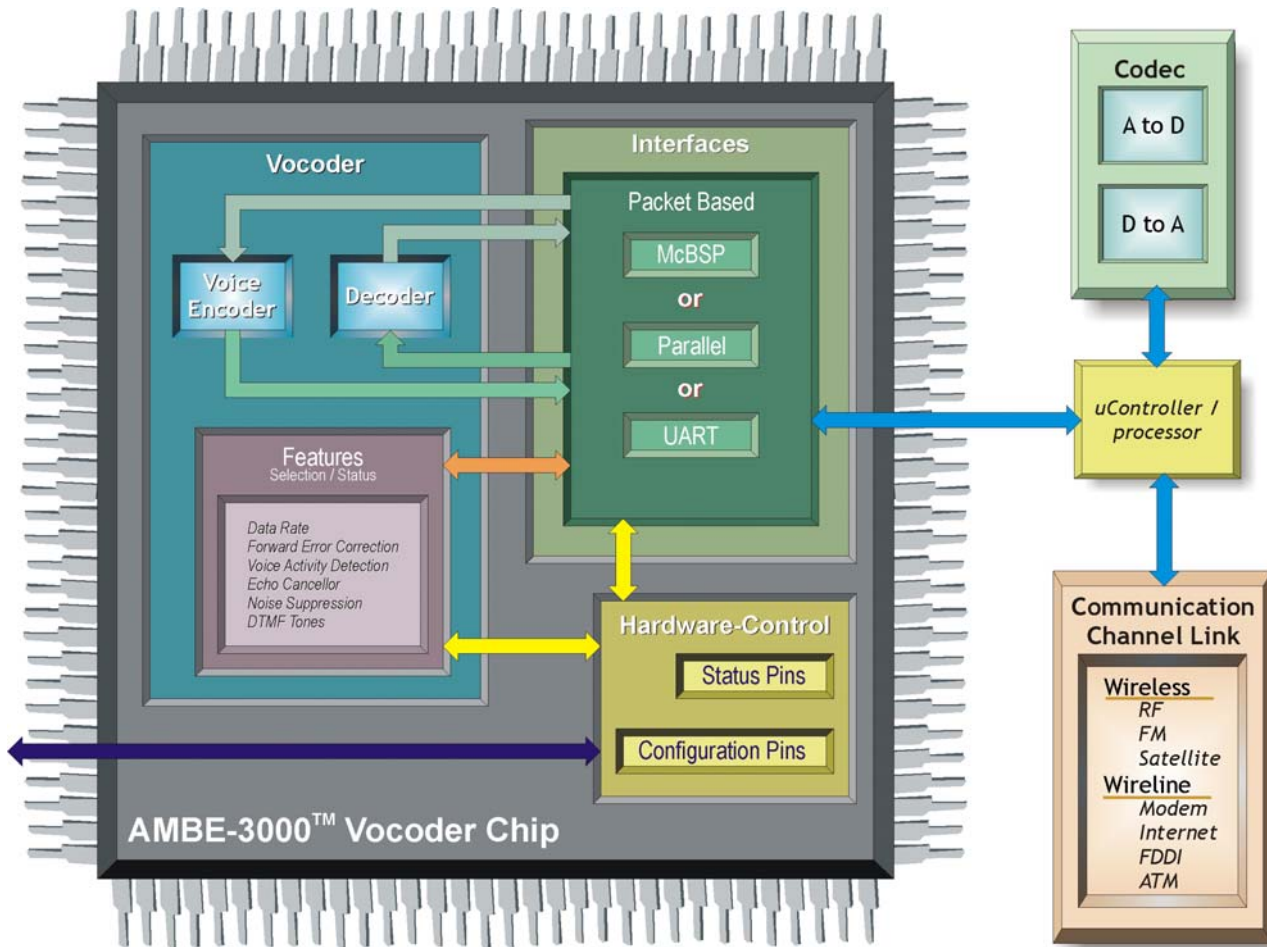 Vocoder
Voice
Encoder
Decoder
Features
Selection / Status
Data Rate
Forward Error Correction
Voice Activity Detection
Echo Cancellor
Noise Suppression
DTMF Tones
Interfaces
Packet Based
McBSP
or
Parallel
or
UART
Hardware-Control
Status Pins
Configuration Pins
AMBE-3000™ Vocoder Chip
Codec
A to D
D to A
uController /
processor
Communication
Channel Link
Wireless
RF
FM
Satellite
Wireline
Modem
Internet
FDDI
ATM